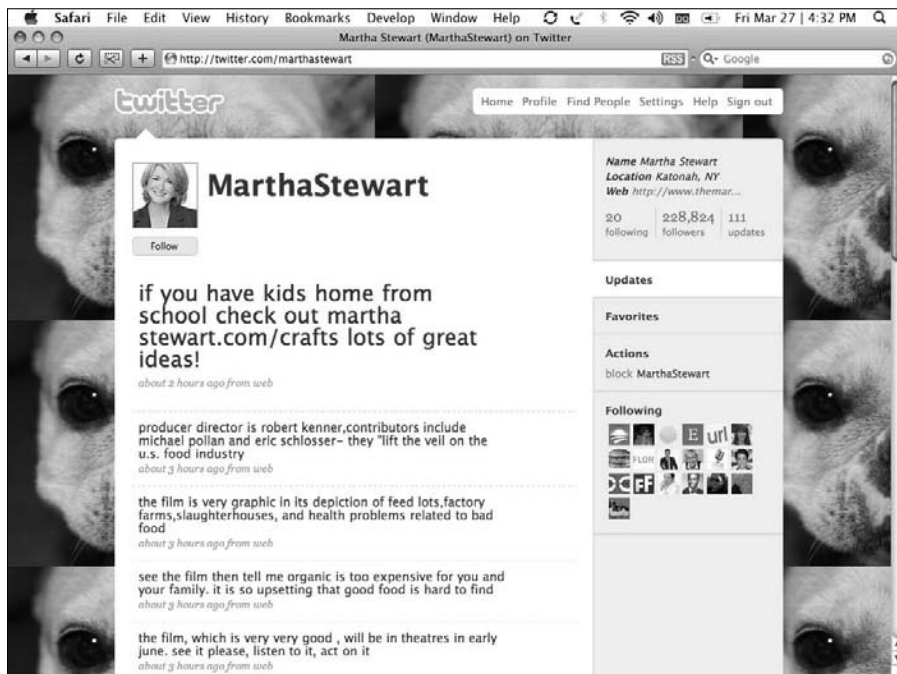 Safari File Edit View History Bookmarks Develop Window Help Fri Mar 27 | 4:32 PM
Martha Stewart (MarthaStewart) on Twitter
http://twitter.com/marthastewart RSS Google
twitter
Home Profile Find People Settings Help Sign out
MarthaStewart
Follow
if you have kids home from
school check out martha
stewart.com/crafts lots of great
ideas!
about 2 hours ago from web
producer director is robert kenner,contributors include
michael pollan and eric schlosser- they "lift the veil on the
u.s. food industry
about 3 hours ago from web
the film is very graphic in its depiction of feed lots,factory
farms,slaughterhouses, and health problems related to bad
food
about 3 hours ago from web
see the film then tell me organic is too expensive for you and
your family. it is so upsetting that good food is hard to find
about 3 hours ago from web
the film, which is very very good , will be in theatres in early
june. see it please, listen to it, act on it
about 3 hours ago from web
Name Martha Stewart
Location Katonah, NY
Web http://www.themar...
20 228,824 111
following followers updates
Updates
Favorites
Actions
block MarthaStewart
Following
E url
FLOR
FF